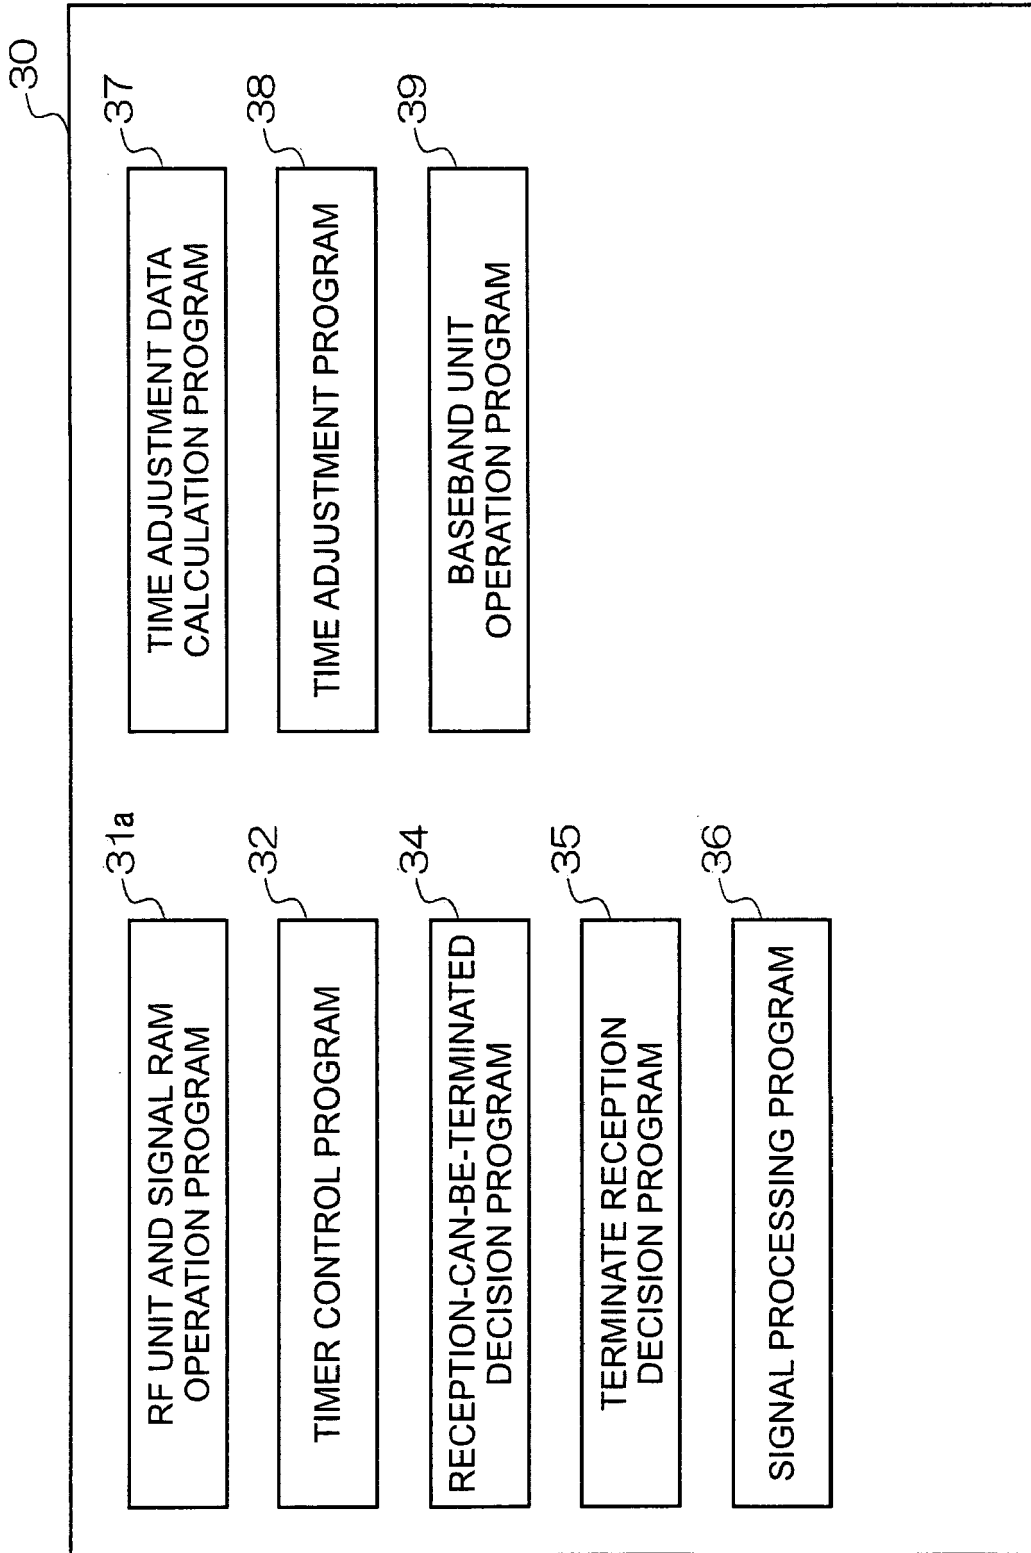 30
31a
RF UNIT AND SIGNAL RAM
OPERATION PROGRAM
32
TIMER CONTROL PROGRAM
34
RECEPTION-CAN-BE-TERMINATED
DECISION PROGRAM
35
TERMINATE RECEPTION
DECISION PROGRAM
36
SIGNAL PROCESSING PROGRAM
37
TIME ADJUSTMENT DATA
CALCULATION PROGRAM
38
TIME ADJUSTMENT PROGRAM
39
BASEBAND UNIT
OPERATION PROGRAM